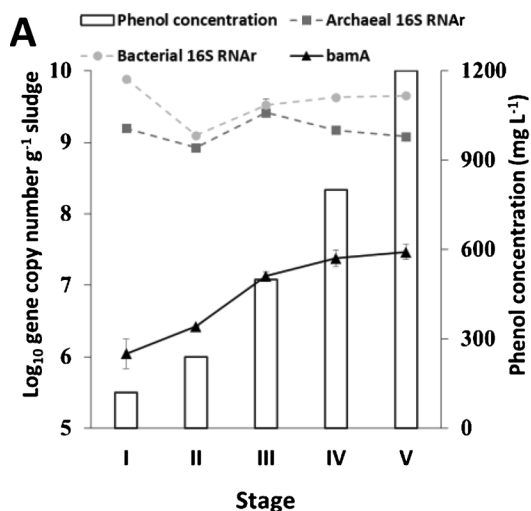 A
Phenol concentration
Archaeal 16S RNAr
Bacterial 16S RNAr
bamA
Log10 gene copy number g-1 sludge
10
9
8
7
6
5
1200
900
600
300
0
Phenol concentration (mg L-1)
I II III IV V
Stage